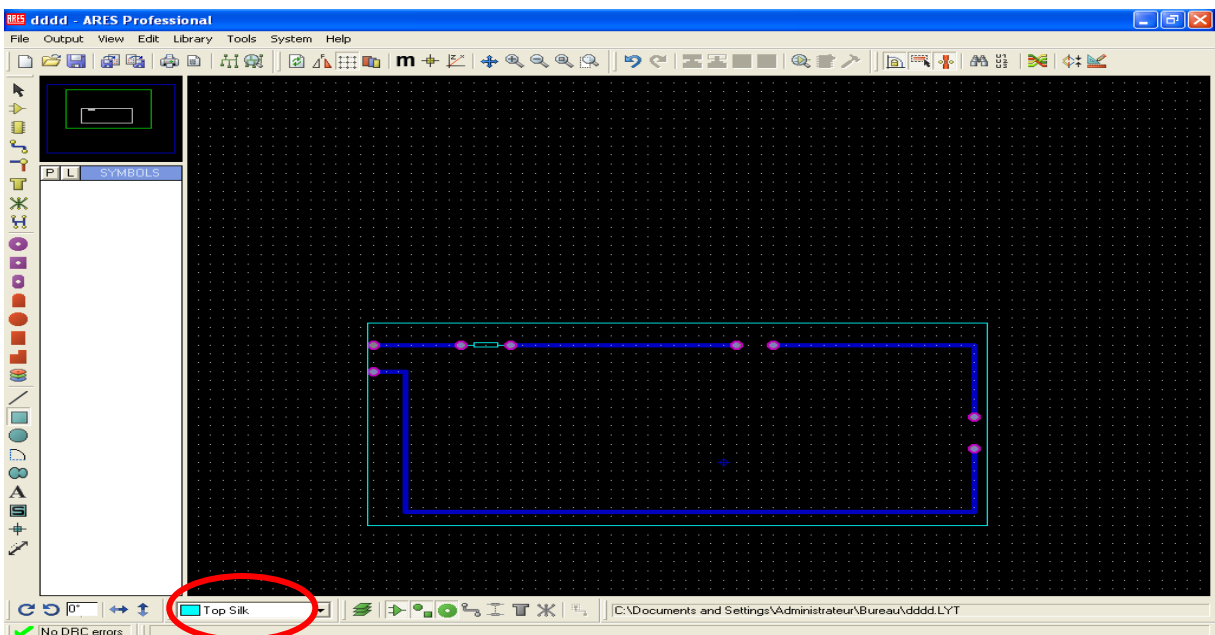 ARES dddd - ARES Professional
File Output View Edit Library Tools System Help
P L SYMBOLS
0° Top Silk C:\Documents and Settings\Administrateur\Bureau\dddd.LYT
No DRC errors